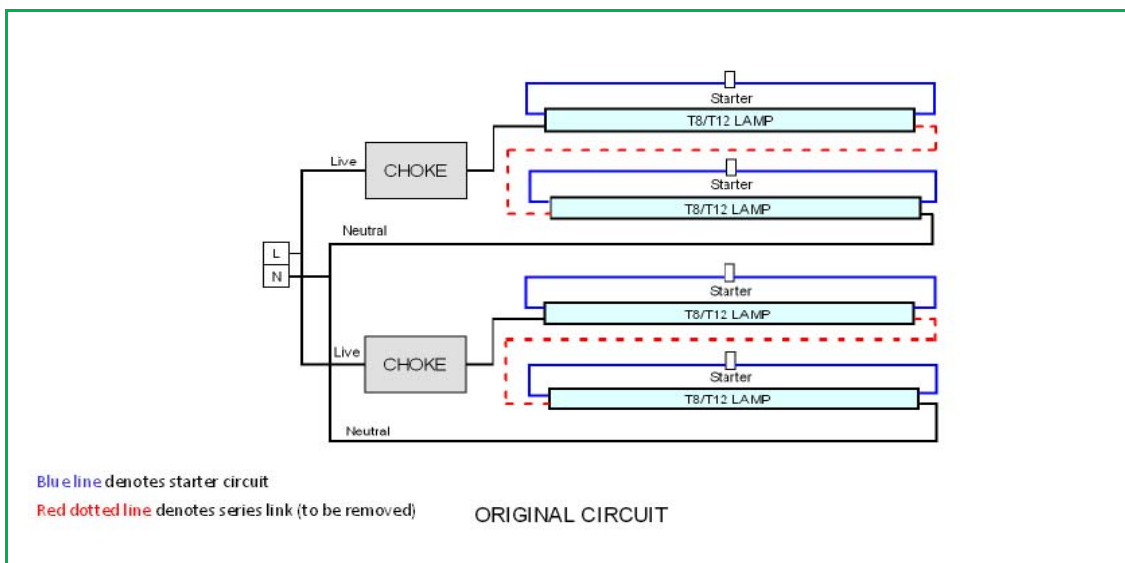 Starter
T8/T12 LAMP
Live
CHOKE
Starter
T8/T12 LAMP
Neutral
L
N
Starter
T8/T12 LAMP
Live
CHOKE
Starter
T8/T12 LAMP
Neutral
Blue line denotes starter circuit
Red dotted line denotes series link (to be removed)
ORIGINAL CIRCUIT